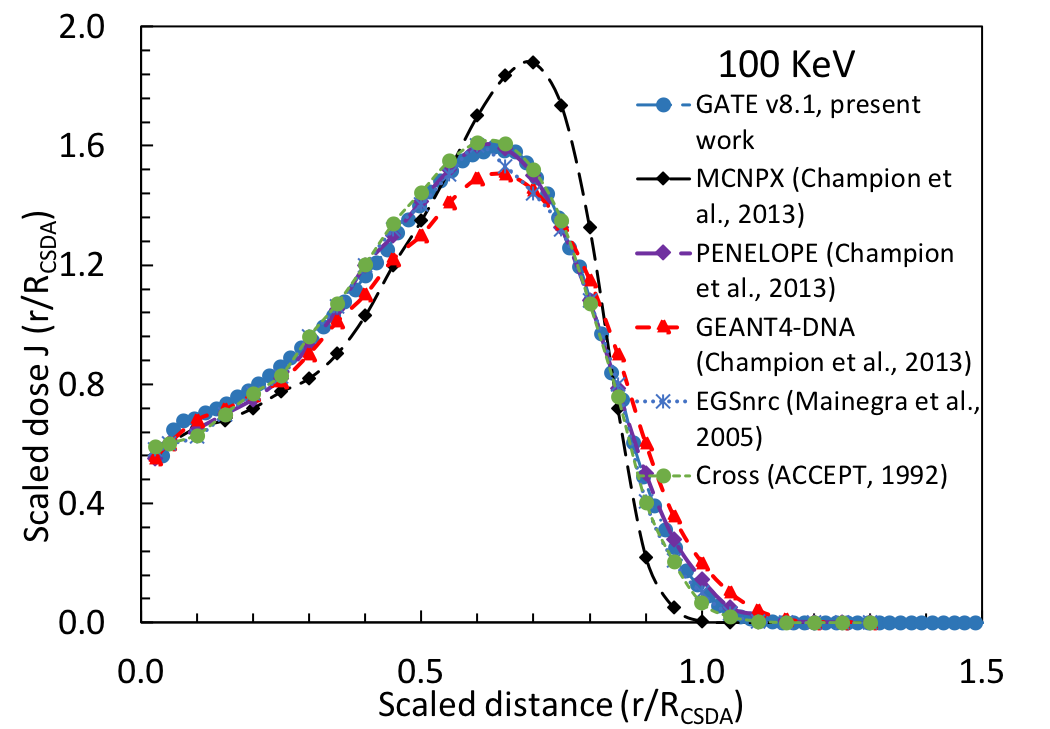 2.0
1.6
1.2
0.8
0.4
0.0
Scaled dose J (r/RCSDA)
100 KeV
GATE v8.1, present
work
MCNPX (Champion et
al., 2013)
PENELOPE (Champion
et al., 2013)
GEANT4-DNA
(Champion et al., 2013)
EGSnrc (Mainegra et al.,
2005)
Cross (ACCEPT, 1992)
0.0 0.5 1.0 1.5
Scaled distance (r/RCSDA)